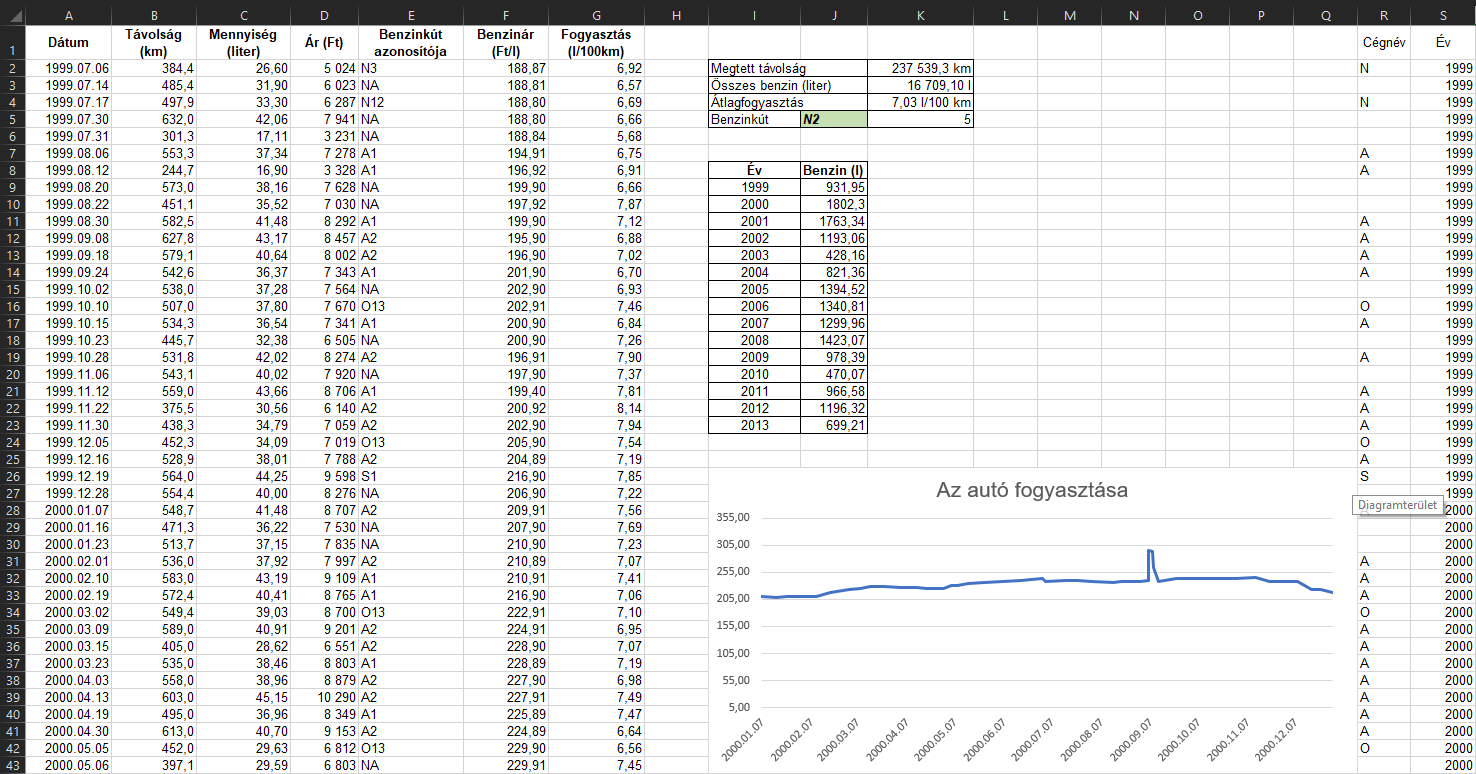 A B C D E F G H I J K L M N O P Q R S
1 Dátum Távolság (km) Mennyiség (liter) Ár (Ft) Benzinkút azonosítója Benzinár (Ft/l) Fogyasztás (l/100km) Cégnév Év
2 1999.07.06 384,4 26,60 5 024 N3 188,87 6,92 Megtett távolság 237 539,3 km N 1999
3 1999.07.14 485,4 31,90 6 023 NA 188,81 6,57 Összes benzin (liter) 16 709,10 l 1999
4 1999.07.17 497,9 33,30 6 287 N12 188,80 6,69 Átlagfogyasztás 7,03 l/100 km N 1999
5 1999.07.30 632,0 42,06 7 941 NA 188,80 6,66 Benzinkút N2 5 1999
6 1999.07.31 301,3 17,11 3 231 NA 188,84 5,68 1999
7 1999.08.06 553,3 37,34 7 278 A1 194,91 6,75 A 1999
8 1999.08.12 244,7 16,90 3 328 A1 196,92 6,91 Év Benzin (l) A 1999
9 1999.08.20 573,0 38,16 7 628 NA 199,90 6,66 1999 931,95 1999
10 1999.08.22 451,1 35,52 7 030 NA 197,92 7,87 2000 1802,3 1999
11 1999.08.30 582,5 41,48 8 292 A1 199,90 7,12 2001 1763,34 A 1999
12 1999.09.08 627,8 43,17 8 457 A2 195,90 6,88 2002 1193,06 A 1999
13 1999.09.18 579,1 40,64 8 002 A2 196,90 7,02 2003 428,16 A 1999
14 1999.09.24 542,6 36,37 7 343 A1 201,90 6,70 2004 821,36 A 1999
15 1999.10.02 538,0 37,28 7 564 NA 202,90 6,93 2005 1394,52 1999
16 1999.10.10 507,0 37,80 7 670 O13 202,91 7,46 2006 1340,81 O 1999
17 1999.10.15 534,3 36,54 7 341 A1 200,90 6,84 2007 1299,96 A 1999
18 1999.10.23 445,7 32,38 6 505 NA 200,90 7,26 2008 1423,07 1999
19 1999.10.28 531,8 42,02 8 274 A2 196,91 7,90 2009 978,39 A 1999
20 1999.11.06 543,1 40,02 7 920 NA 197,90 7,37 2010 470,07 1999
21 1999.11.12 559,0 43,66 8 706 A1 199,40 7,81 2011 966,58 A 1999
22 1999.11.22 375,5 30,56 6 140 A2 200,92 8,14 2012 1196,32 A 1999
23 1999.11.30 438,3 34,79 7 059 A2 202,90 7,94 2013 699,21 A 1999
24 1999.12.05 452,3 34,09 7 019 O13 205,90 7,54 O 1999
25 1999.12.16 528,9 38,01 7 788 A2 204,89 7,19 A 1999
26 1999.12.19 564,0 44,25 9 598 S1 216,90 7,85 S 1999
27 1999.12.28 554,4 40,00 8 276 NA 206,90 7,22 1999
28 2000.01.07 548,7 41,48 8 707 A2 209,91 7,56 2000
29 2000.01.16 471,3 36,22 7 530 NA 207,90 7,69 2000
30 2000.01.23 513,7 37,15 7 835 NA 210,90 7,23 2000
31 2000.02.01 536,0 37,92 7 997 A2 210,89 7,07 A 2000
32 2000.02.10 583,0 43,19 9 109 A1 210,91 7,41 A 2000
33 2000.02.19 572,4 40,41 8 765 A1 216,90 7,06 A 2000
34 2000.03.02 549,4 39,03 8 700 O13 222,91 7,10 O 2000
35 2000.03.09 589,0 40,91 9 201 A2 224,91 6,95 A 2000
36 2000.03.15 405,0 28,62 6 551 A2 228,90 7,07 A 2000
37 2000.03.23 535,0 38,46 8 803 A1 228,89 7,19 A 2000
38 2000.04.03 558,0 38,96 8 879 A2 227,90 6,98 A 2000
39 2000.04.13 603,0 45,15 10 290 A2 227,91 7,49 A 2000
40 2000.04.19 495,0 36,96 8 349 A1 225,89 7,47 A 2000
41 2000.04.30 613,0 40,70 9 153 A2 224,89 6,64 A 2000
42 2000.05.05 452,0 29,63 6 812 O13 229,90 6,56 O 2000
43 2000.05.06 397,1 29,59 6 803 NA 229,91 7,45 2000
Az autó fogyasztása
Diagramterület
355,00
305,00
255,00
205,00
155,00
105,00
55,00
5,00
2000.01.07 2000.02.07 2000.03.07 2000.04.07 2000.05.07 2000.06.07 2000.07.07 2000.08.07 2000.09.07 2000.10.07 2000.11.07 2000.12.07